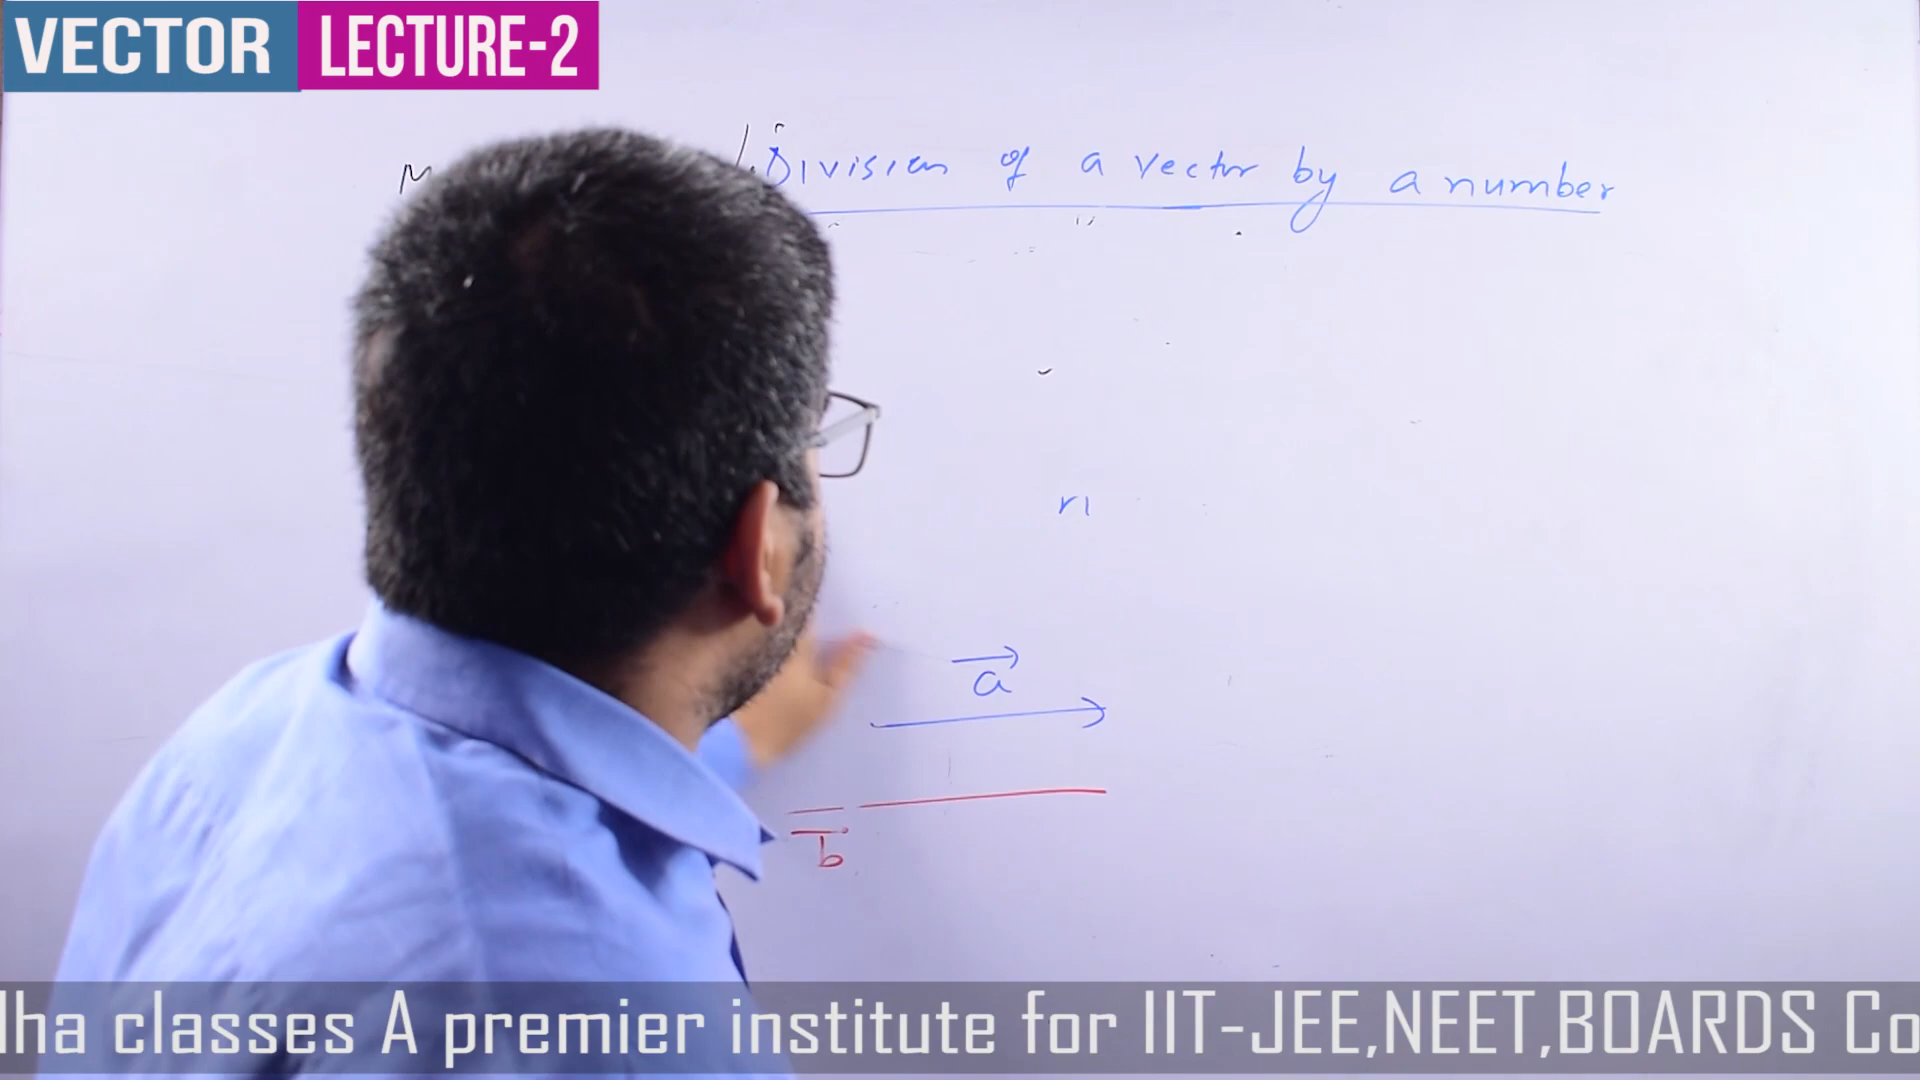 VECTOR LECTURE-2
M / Division of a vector by a number
a
b
lha classes A premier institute for IIT-JEE,NEET,BOARDS Co